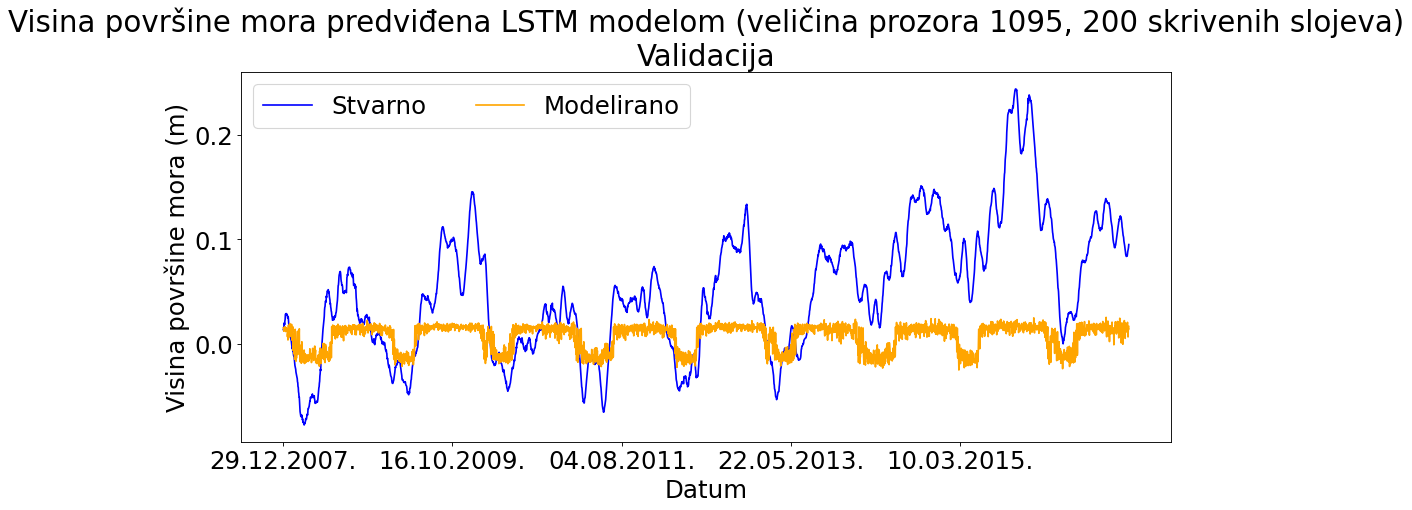 Visina površine mora predviđena LSTM modelom (veličina prozora 1095, 200 skrivenih slojeva)
Validacija
Stvarno Modelirano
Visina površine mora (m)
0.2
0.1
0.0
29.12.2007. 16.10.2009. 04.08.2011. 22.05.2013. 10.03.2015.
Datum